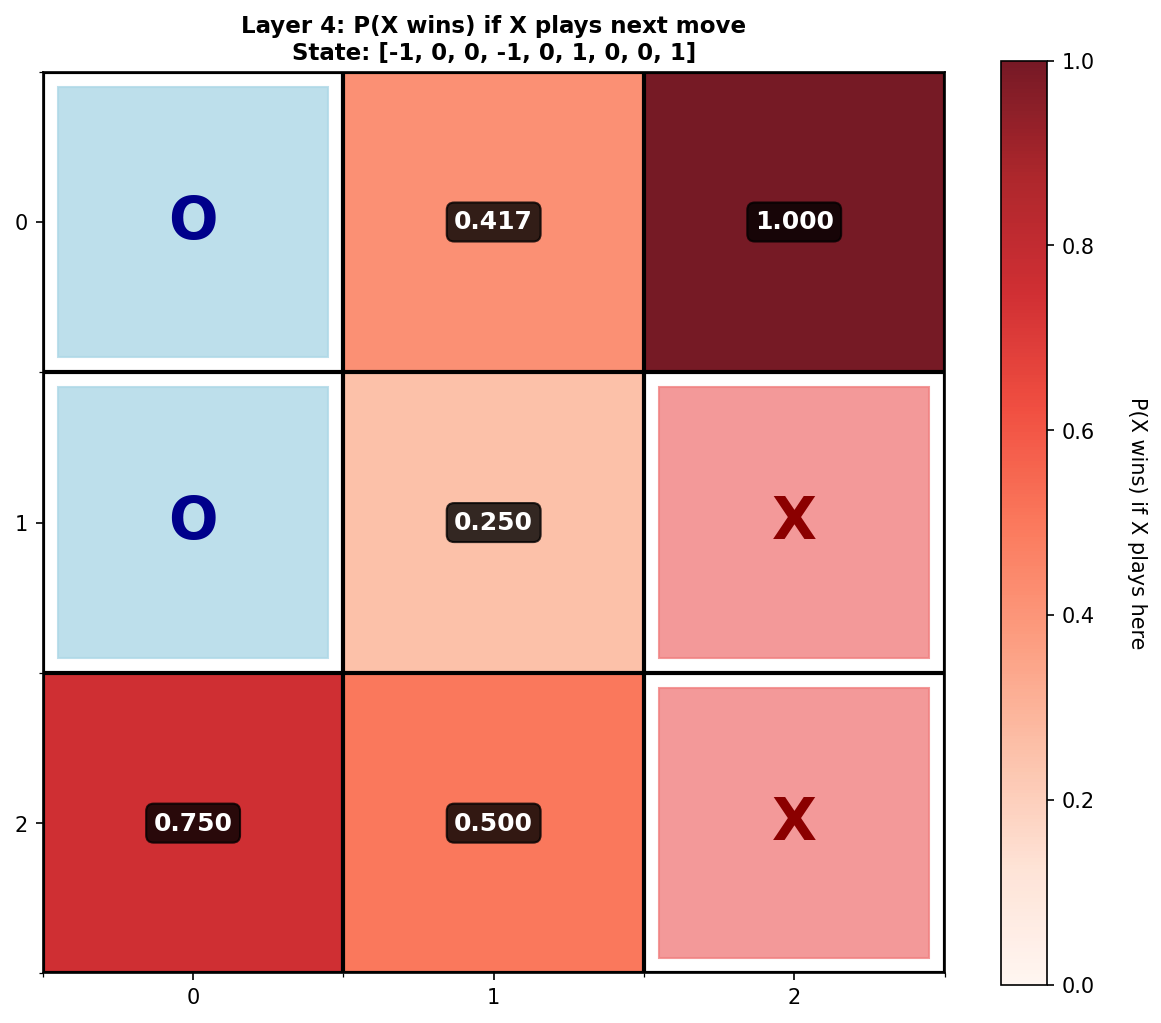 Layer 4: P(X wins) if X plays next move
State: [-1, 0, 0, -1, 0, 1, 0, 0, 1]
0
O
0.417
1.000
1
O
0.250
X
2
0.750
0.500
X
0
1
2
1.0
0.8
0.6
0.4
0.2
0.0
P(X wins) if X plays here